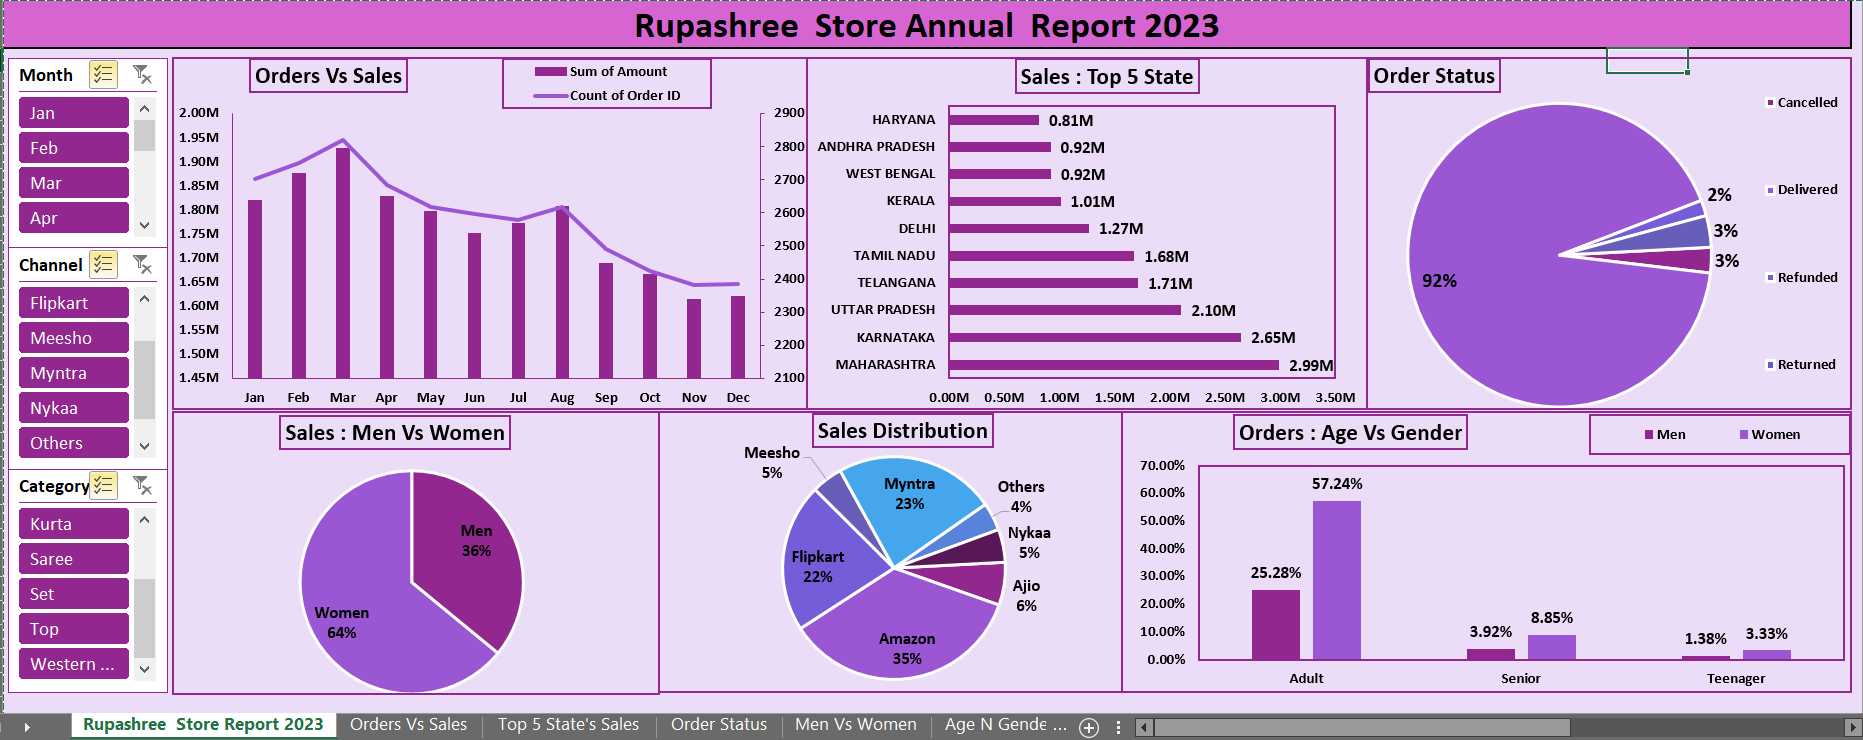 Rupashree  Store Annual  Report 2023
Month
Jan
Feb
Mar
Apr
Channel
Flipkart
Meesho
Myntra
Nykaa
Others
Category
Kurta
Saree
Set
Top
Western ...
Orders Vs Sales
Sum of Amount
Count of Order ID
2.00M
1.95M
1.90M
1.85M
1.80M
1.75M
1.70M
1.65M
1.60M
1.55M
1.50M
1.45M
2900
2800
2700
2600
2500
2400
2300
2200
2100
Jan Feb Mar Apr May Jun Jul Aug Sep Oct Nov Dec
Sales : Top 5 State
HARYANA 0.81M
ANDHRA PRADESH 0.92M
WEST BENGAL 0.92M
KERALA 1.01M
DELHI 1.27M
TAMIL NADU 1.68M
TELANGANA 1.71M
UTTAR PRADESH 2.10M
KARNATAKA 2.65M
MAHARASHTRA 2.99M
0.00M 0.50M 1.00M 1.50M 2.00M 2.50M 3.00M 3.50M
Order Status
Cancelled
Delivered
Refunded
Returned
2%
3%
3%
92%
Sales : Men Vs Women
Men
36%
Women
64%
Sales Distribution
Meesho
5%
Myntra
23%
Others
4%
Nykaa
5%
Flipkart
22%
Ajio
6%
Amazon
35%
Orders : Age Vs Gender
Men Women
70.00%
60.00%
50.00%
40.00%
30.00%
20.00%
10.00%
0.00%
25.28% 57.24%
3.92% 8.85%
1.38% 3.33%
Adult Senior Teenager
Rupashree  Store Report 2023 Orders Vs Sales Top 5 State's Sales Order Status Men Vs Women Age N Gende ...